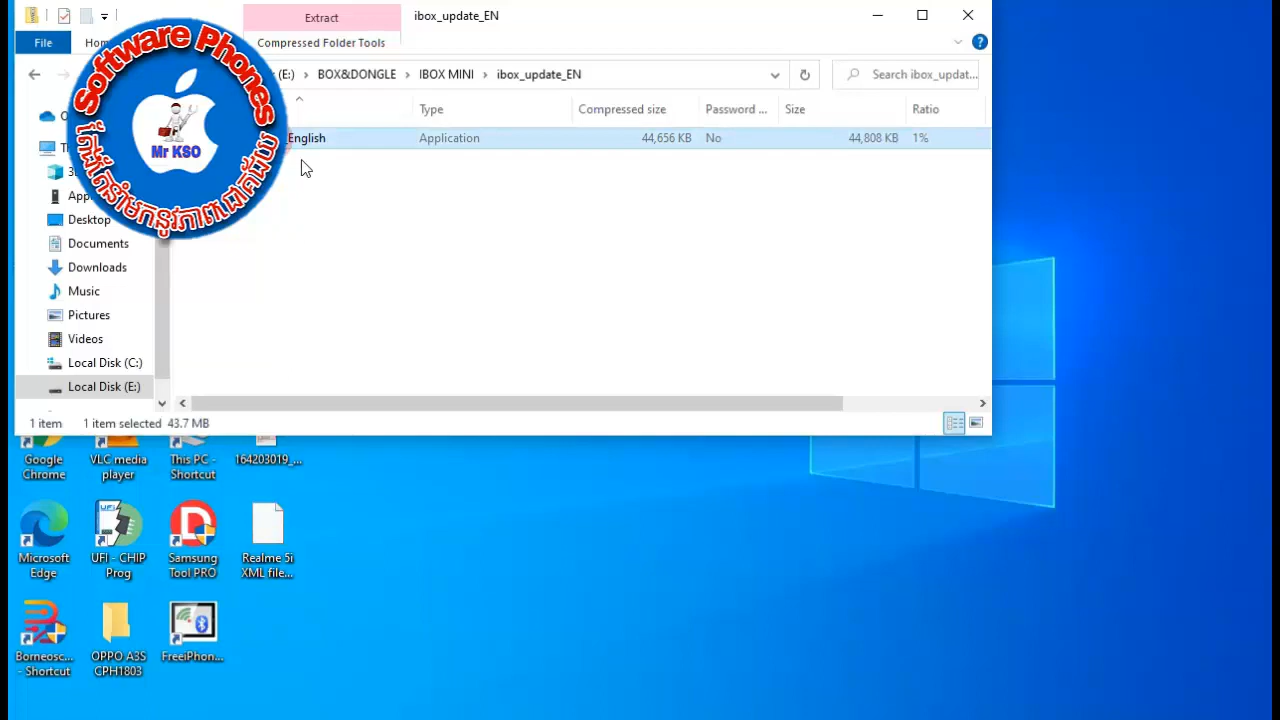 Extract
ibox_update_EN
File
Hom
Compressed Folder Tools
(E:) > BOX&DONGLE > IBOX MINI > ibox_update_EN
Search ibox_updat...
Type
Compressed size
Password ...
Size
Ratio
English
Application
44,656 KB
No
44,808 KB
1%
Software Phones
Mr KSO
Desktop
Documents
Downloads
Music
Pictures
Videos
Local Disk (C:)
Local Disk (E:)
1 item
1 item selected 43.7 MB
Google Chrome
VLC media player
This PC - Shortcut
164203019_...
Microsoft Edge
UFi
UFI - CHIP Prog
Samsung Tool PRO
Realme 5i XML file...
Borneosc... - Shortcut
OPPO A3S CPH1803
FreeiPhon...